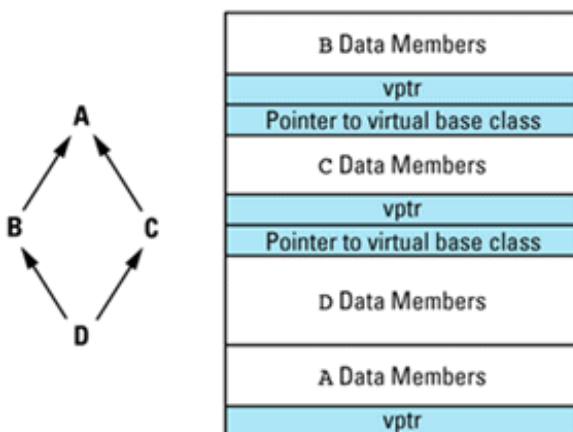 A
B C
D
B Data Members
vptr
Pointer to virtual base class
C Data Members
vptr
Pointer to virtual base class
D Data Members
A Data Members
vptr